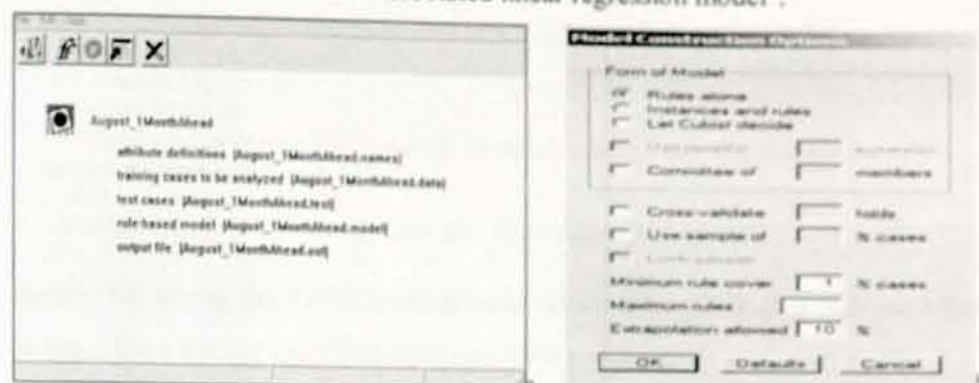 linear regression model".
August_1MonthAhead
attribute definitions [August_1MonthAhead.names]
training cases to be analyzed [August_1MonthAhead.data]
test cases [August_1MonthAhead.test]
rule-based model [August_1MonthAhead.model]
output file [August_1MonthAhead.out]
Model Construction Options
Form of Model
Rules alone
Instances and rules
Let Cubist decide
Committee of members
Cross-validate folds
Use sample of % cases
Minimum rule cover 1 % cases
Maximum rules
Extrapolation allowed 10 %
OK Defaults Cancel